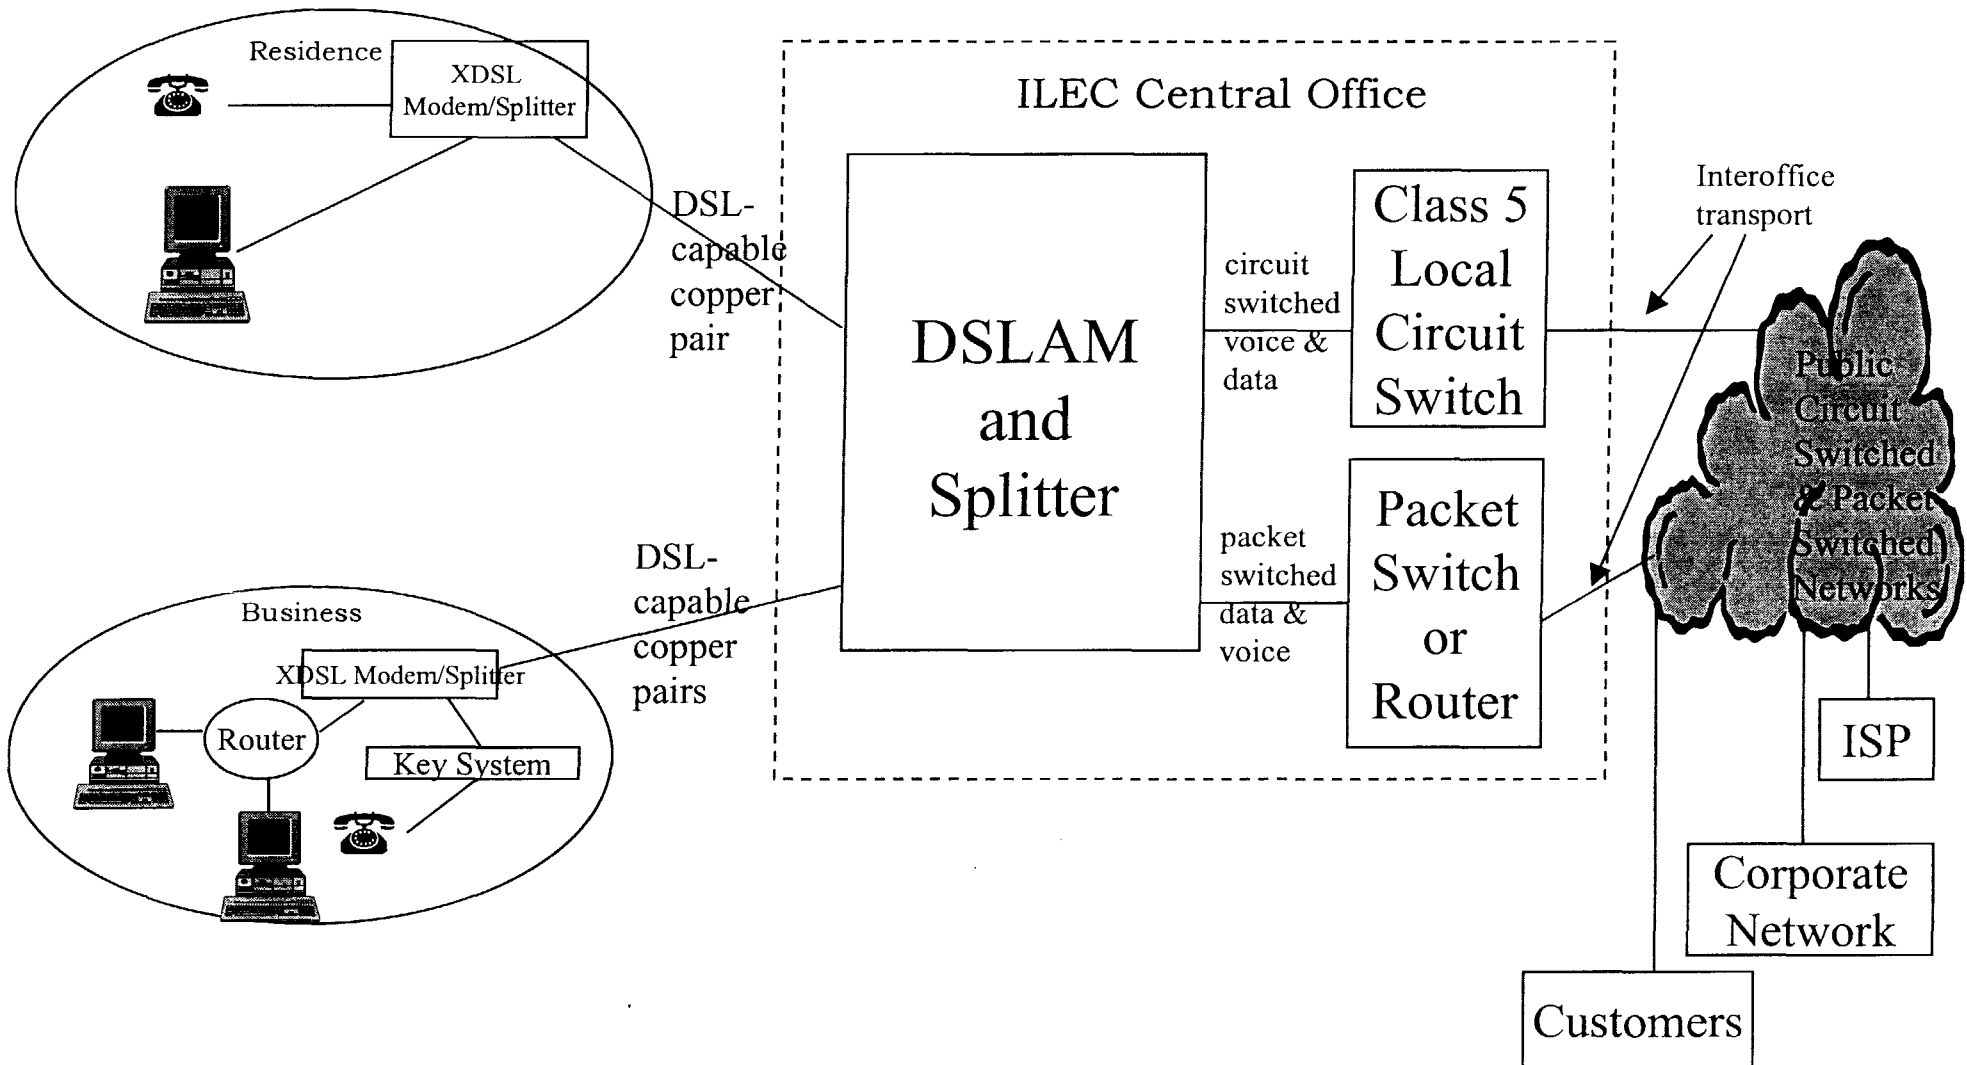 Residence
XDSL
Modem/Splitter
DSL-
capable
copper
pair
ILEC Central Office
DSLAM
and
Splitter
circuit
switched
voice &
data
Class 5
Local
Circuit
Switch
Interoffice
transport
Public
Circuit
Switched
& Packet
Switched
Networks
Business
XDSL Modem/Splitter
Router
Key System
DSL-
capable
copper
pairs
packet
switched
data &
voice
Packet
Switch
or
Router
ISP
Corporate
Network
Customers